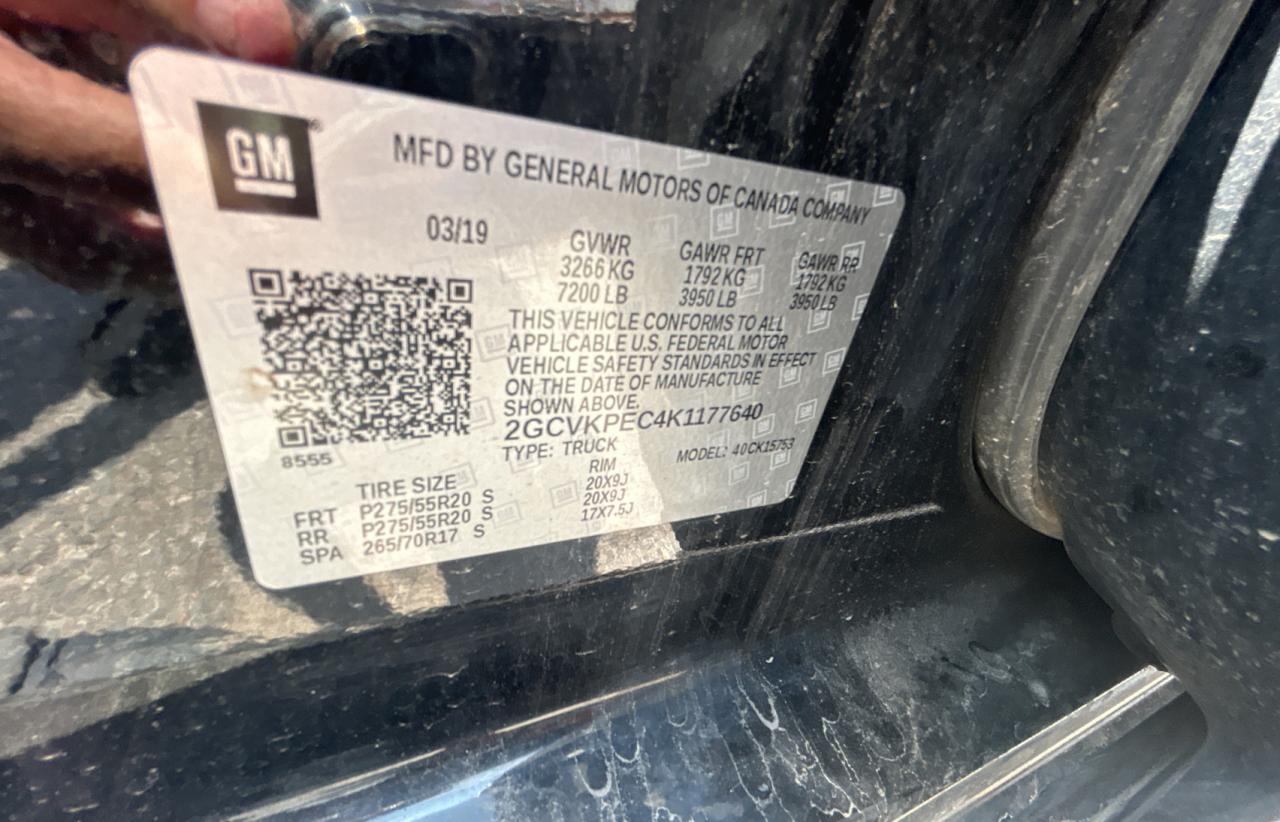 GM
MFD BY GENERAL MOTORS OF CANADA COMPANY
03/19
GVWR GAWR FRT GAWR RR
3266 KG 1792 KG 1792 KG
7200 LB 3950 LB 3950 LB
THIS VEHICLE CONFORMS TO ALL
APPLICABLE U.S. FEDERAL MOTOR
VEHICLE SAFETY STANDARDS IN EFFECT
ON THE DATE OF MANUFACTURE
SHOWN ABOVE.
2GCVKPEC4K1177640
TYPE: TRUCK MODEL: 40CK15753
8555
TIRE SIZE RIM
FRT P275/55R20 S 20X9J
RR P275/55R20 S 20X9J
SPA 265/70R17 S 17X7.5J